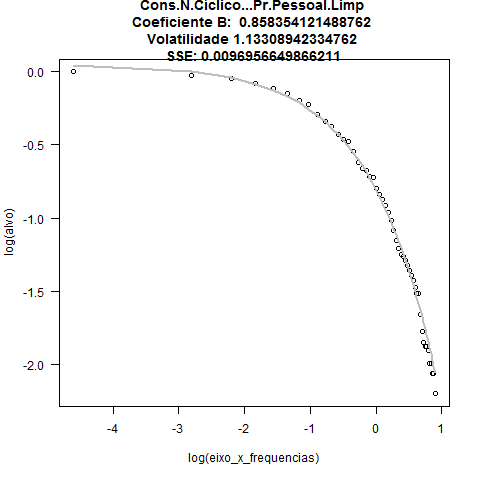 Cons.N.Ciclico...Pr.Pessoal.Limp
Coeficiente B: 0.858354121488762
Volatilidade 1.13308942334762
SSE: 0.0096956649866211
0.0
-0.5
-1.0
-1.5
-2.0
log(alvo)
-4 -3 -2 -1 0 1
log(eixo_x_frequencias)